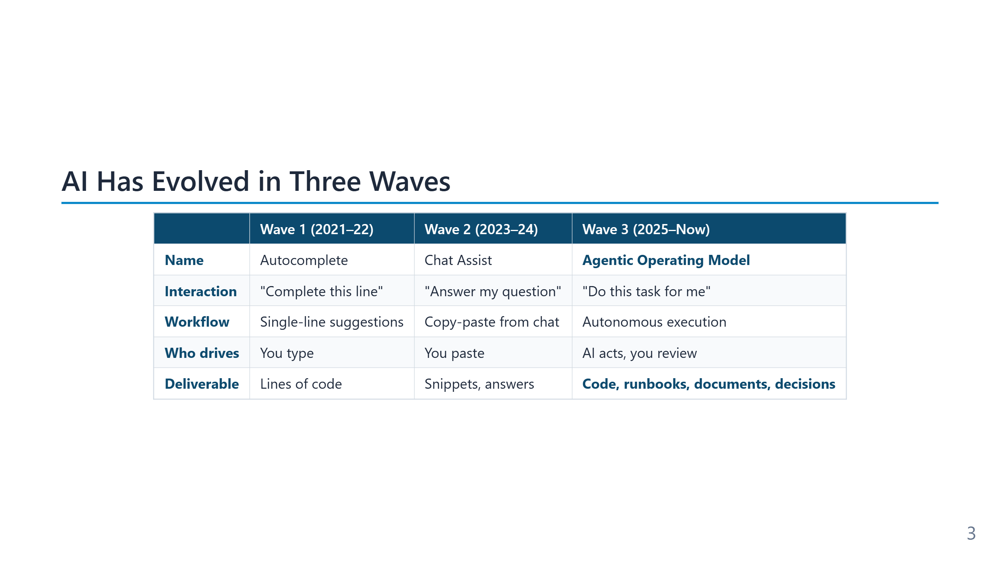 AI Has Evolved in Three Waves
Wave 1 (2021–22) Wave 2 (2023–24) Wave 3 (2025–Now)
Name Autocomplete Chat Assist Agentic Operating Model
Interaction "Complete this line" "Answer my question" "Do this task for me"
Workflow Single-line suggestions Copy-paste from chat Autonomous execution
Who drives You type You paste AI acts, you review
Deliverable Lines of code Snippets, answers Code, runbooks, documents, decisions
3